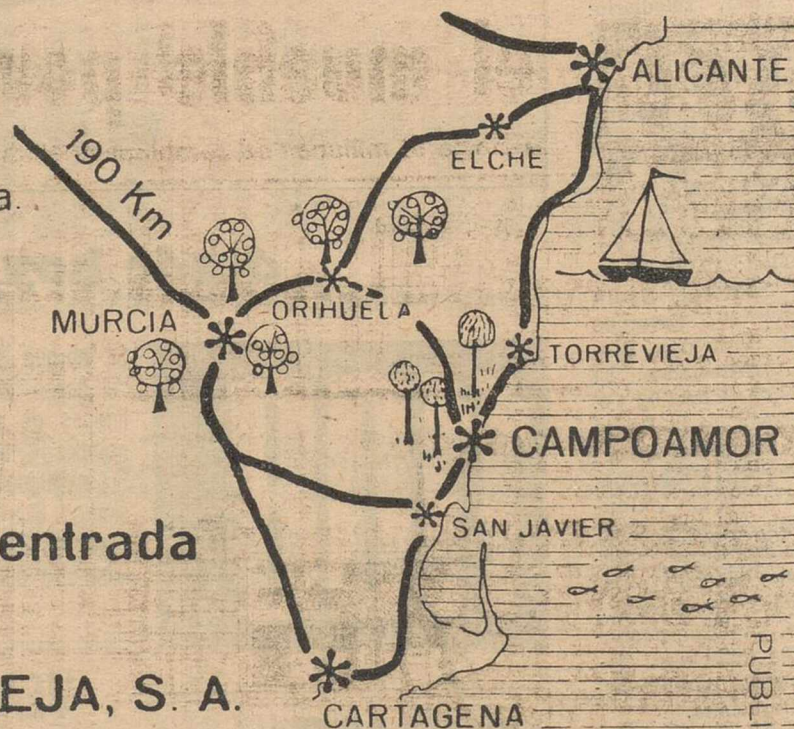 ALICANTE
ELCHE
190 Km
a.
ORIHUELA
MURCIA
TORREVIEJA
CAMPOAMOR
entrada
SAN JAVIER
PUBLI
EJA, S. A.
CARTAGENA